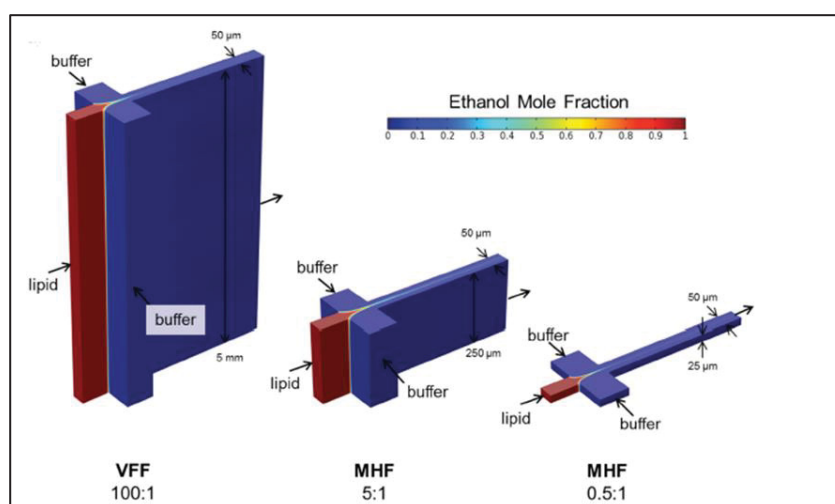 50 µm
buffer
Ethanol Mole Fraction
0 0.1 0.2 0.3 0.4 0.5 0.6 0.7 0.8 0.9 1
lipid
buffer
5 mm
50 µm
buffer
lipid
250µm
buffer
50 µm
buffer
25 µm
lipid
buffer
VFF
100:1
MHF
5:1
MHF
0.5:1